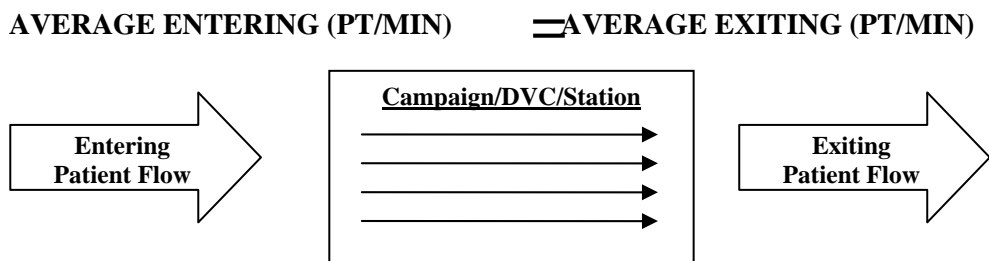 AVERAGE ENTERING (PT/MIN) = AVERAGE EXITING (PT/MIN)
Campaign/DVC/Station
Entering
Patient Flow
Exiting
Patient Flow